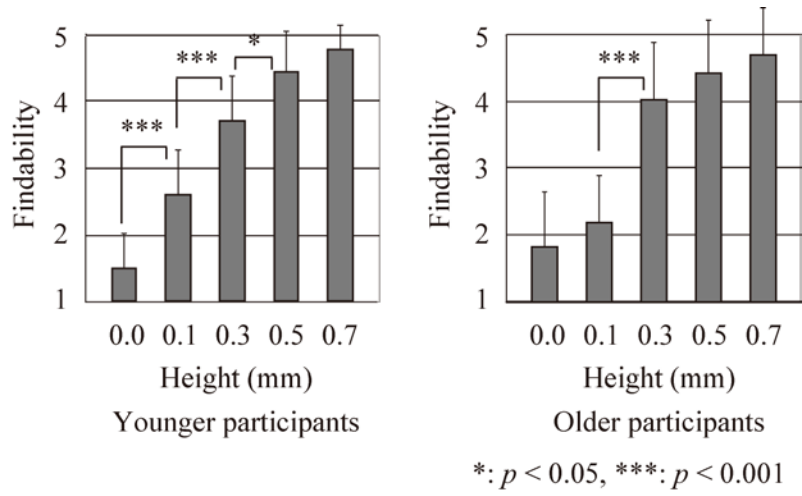 Findability
5
4
3
2
1
***
***
*
0.0 0.1 0.3 0.5 0.7
Height (mm)
Younger participants
Findability
5
4
3
2
1
***
0.0 0.1 0.3 0.5 0.7
Height (mm)
Older participants
*: p < 0.05, ***: p < 0.001